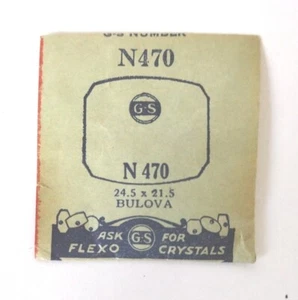 G-S NUMBER
N470
G-S
N 470
24.5 x 21.5
BULOVA
ASK G-S FOR
FLEXO CRYSTALS